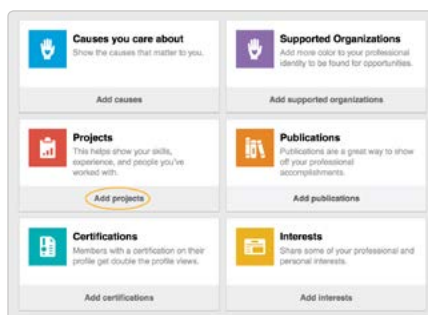 Causes you care about
Show the causes that matter to you.
Add causes
Supported Organizations
Add more color to your professional
identity to be found for opportunities.
Add supported organizations
Projects
This helps show your skills,
experience, and people you've
worked with.
Add projects
Publications
Publications are a great way to show
off your professional
accomplishments.
Add publications
Certifications
Members with a certification on their
profile get double the profile views.
Add certifications
Interests
Share some of your professional and
personal interests.
Add interests